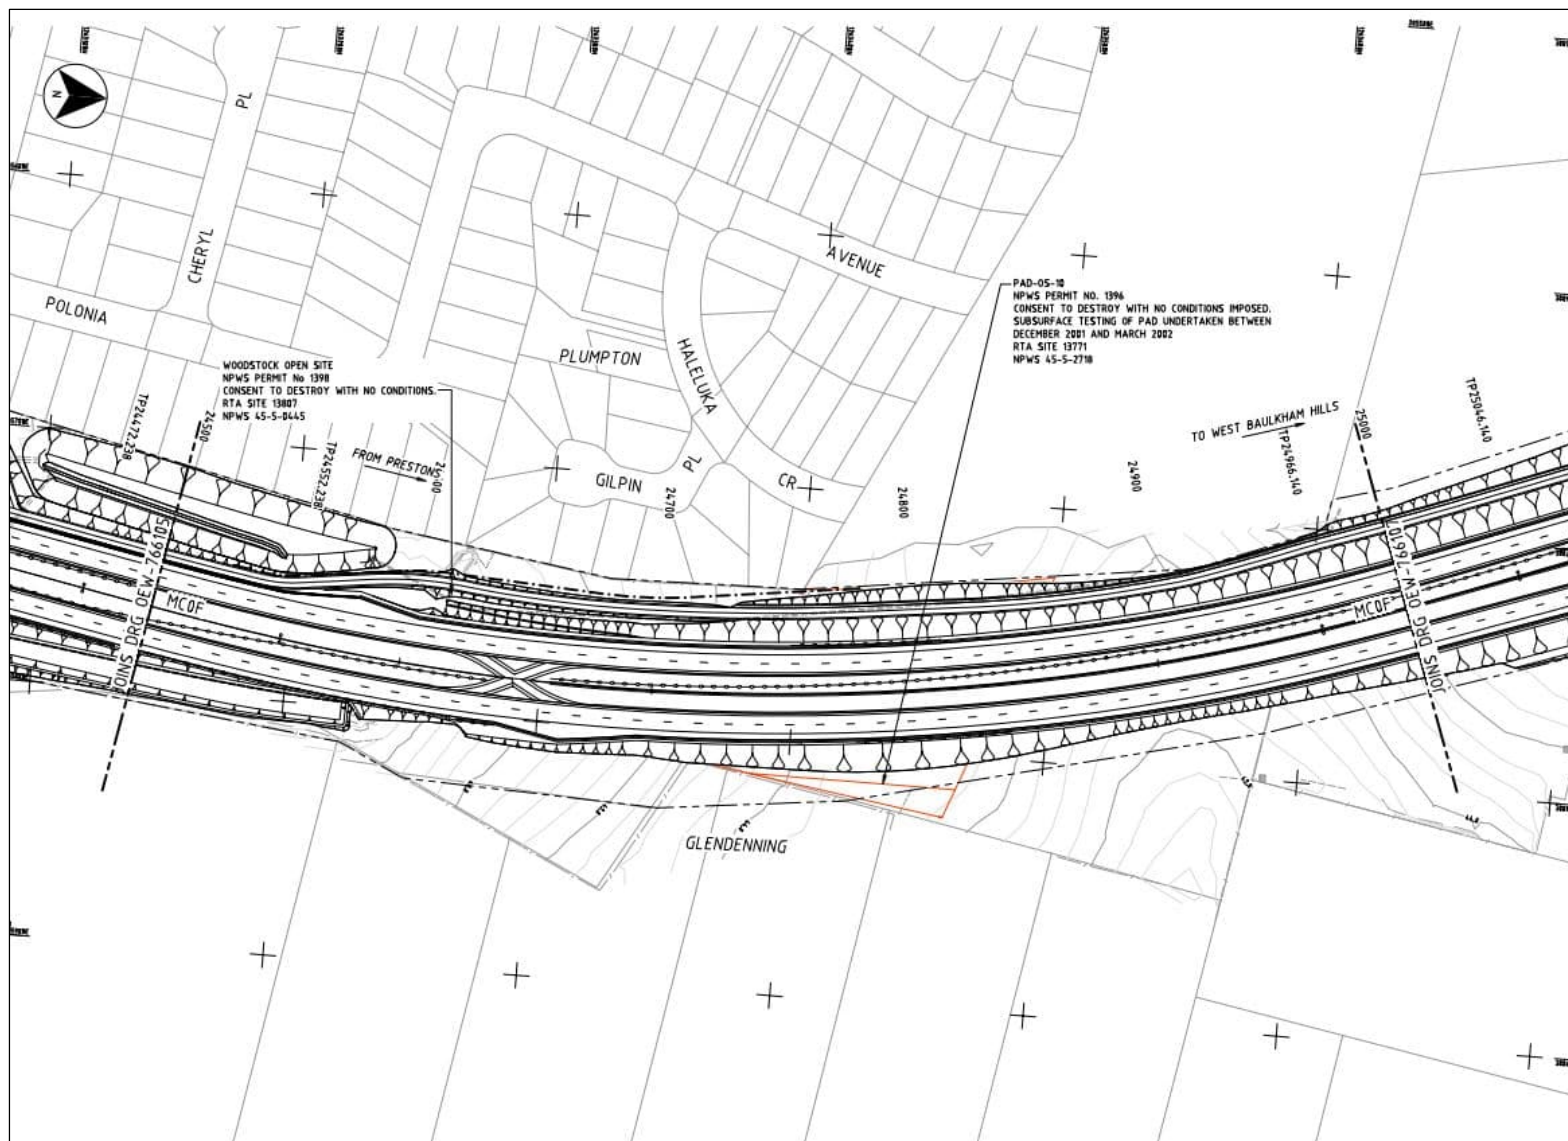 N
PL
CHERYL
POLONIA
AVENUE
HALELUKA
CR
PLUMPTON
GILPIN
PL
PAD-OS-10
NPWS PERMIT NO. 1396
CONSENT TO DESTROY WITH NO CONDITIONS IMPOSED.
SUBSURFACE TESTING OF PAD UNDERTAKEN BETWEEN
DECEMBER 2001 AND MARCH 2002
RTA SITE 13771
NPWS 45-5-2718
WOODSTOCK OPEN SITE
NPWS PERMIT No 1398
CONSENT TO DESTROY WITH NO CONDITIONS.
RTA SITE 13807
NPWS 45-5-0445
TP24472.238
24500
TP24552.238
FROM PRESTONS
24700
24800
24900
TO WEST BAULKHAM HILLS
TP24966.140
25000
TP25046.140
JOINS DRG OEW-766105
MC0F
MC0F
JOINS DRG OEW-766107
GLENDENNING